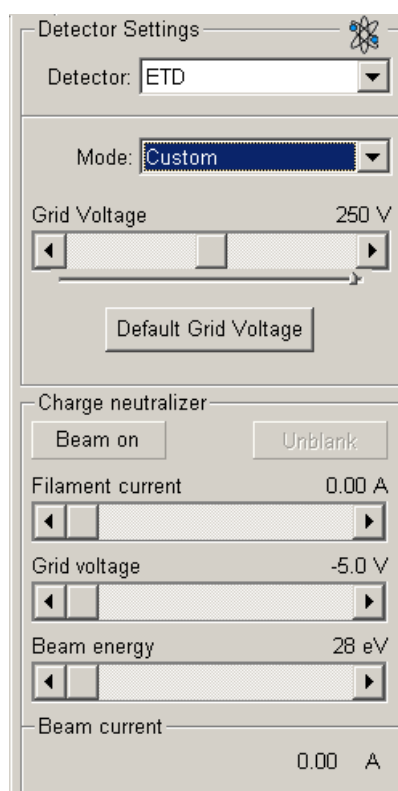 Detector Settings
Detector: ETD
Mode: Custom
Grid Voltage 250 V
Default Grid Voltage
Charge neutralizer
Beam on Unblank
Filament current 0.00 A
Grid voltage -5.0 V
Beam energy 28 eV
Beam current
0.00 A